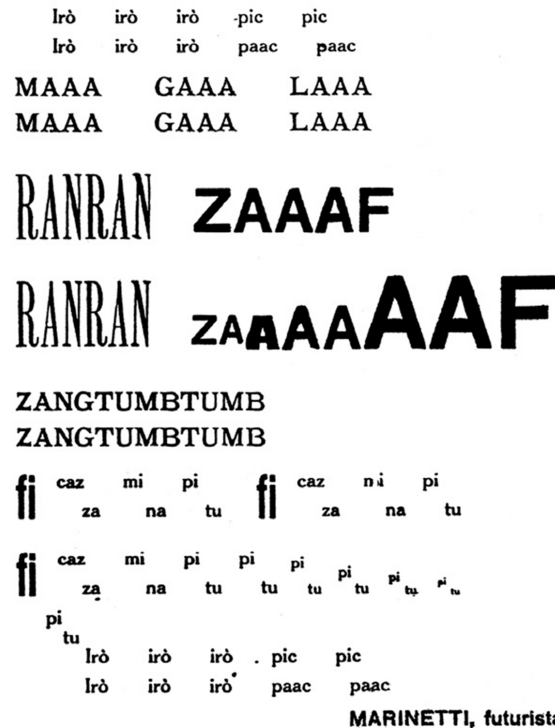 Irò irò irò pic pic
Irò irò irò paac paac
MAAA GAAA LAAA
MAAA GAAA LAAA
RANRAN ZAAAF
RANRAN ZAAAAAAAF
ZANGTUMBTUMB
ZANGTUMBTUMB
fi caz mi pi fi caz mi pi
za na tu za na tu
fi caz mi pi pi pi pi pi pi
za na tu tu tu tu tu tu
pi
tu
Irò irò irò pic pic
Irò irò irò paac paac
MARINETTI, futurista